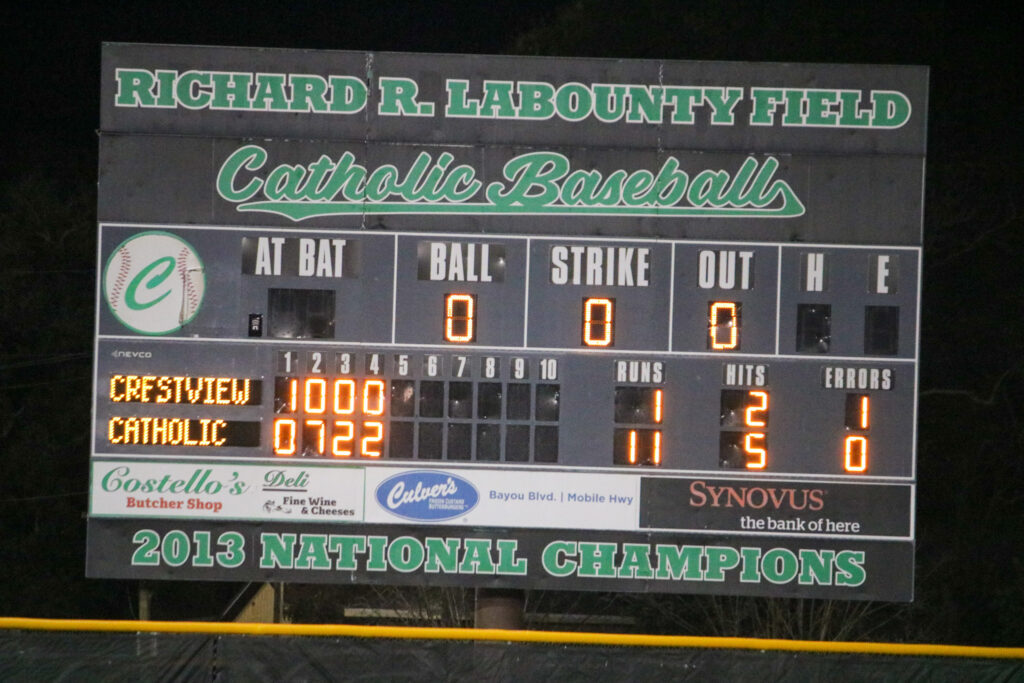 RICHARD R. LABOUNTY FIELD
Catholic Baseball
C AT BAT BALL STRIKE OUT H E
0 0 0
NEVCO
1 2 3 4 5 6 7 8 9 10 RUNS HITS ERRORS
CRESTVIEW 1 0 0 0 1 2 1
CATHOLIC 0 7 2 2 11 5 0
Costello's Deli
Butcher Shop Fine Wine
& Cheeses
Culver's
FROZEN CUSTARD
BUTTERBURGERS
Bayou Blvd. | Mobile Hwy
SYNOVUS
the bank of here
2013 NATIONAL CHAMPIONS